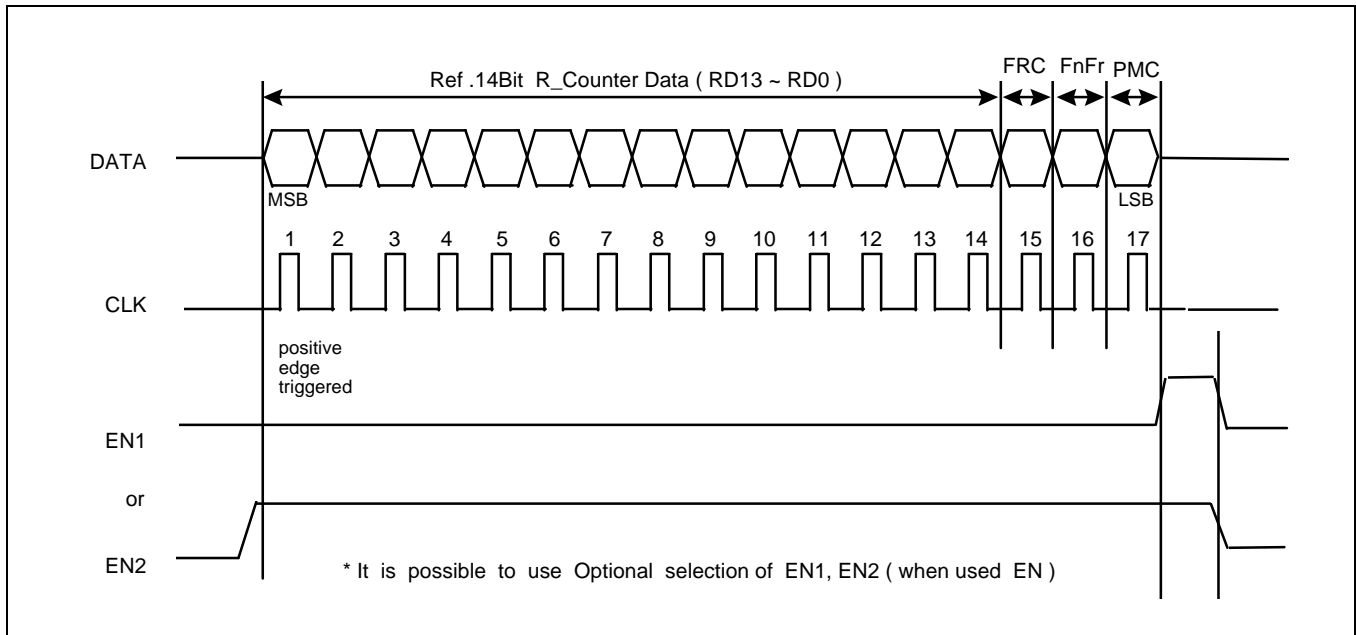 Ref .14Bit R_Counter Data ( RD13 ~ RD0 ) FRC FnFr PMC
DATA
MSB LSB
1 2 3 4 5 6 7 8 9 10 11 12 13 14 15 16 17
CLK
positive
edge
triggered
EN1
or
EN2
* It is possible to use Optional selection of EN1, EN2 ( when used EN )